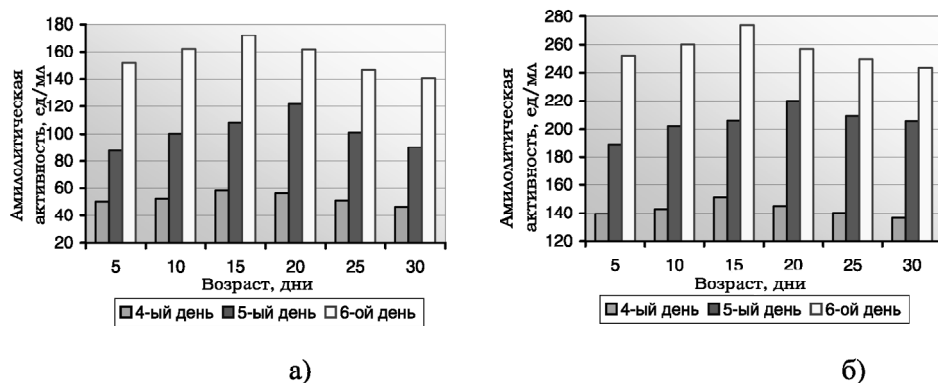 Амилолитическая
активность, ед/мл
180
160
140
120
100
80
60
40
20
5 10 15 20 25 30
Возраст, дни
4-ый день 5-ый день 6-ой день
а)
Амилолитическая
активность, ед/мл
280
260
240
220
200
180
160
140
120
5 10 15 20 25 30
Возраст, дни
4-ый день 5-ый день 6-ой день
б)